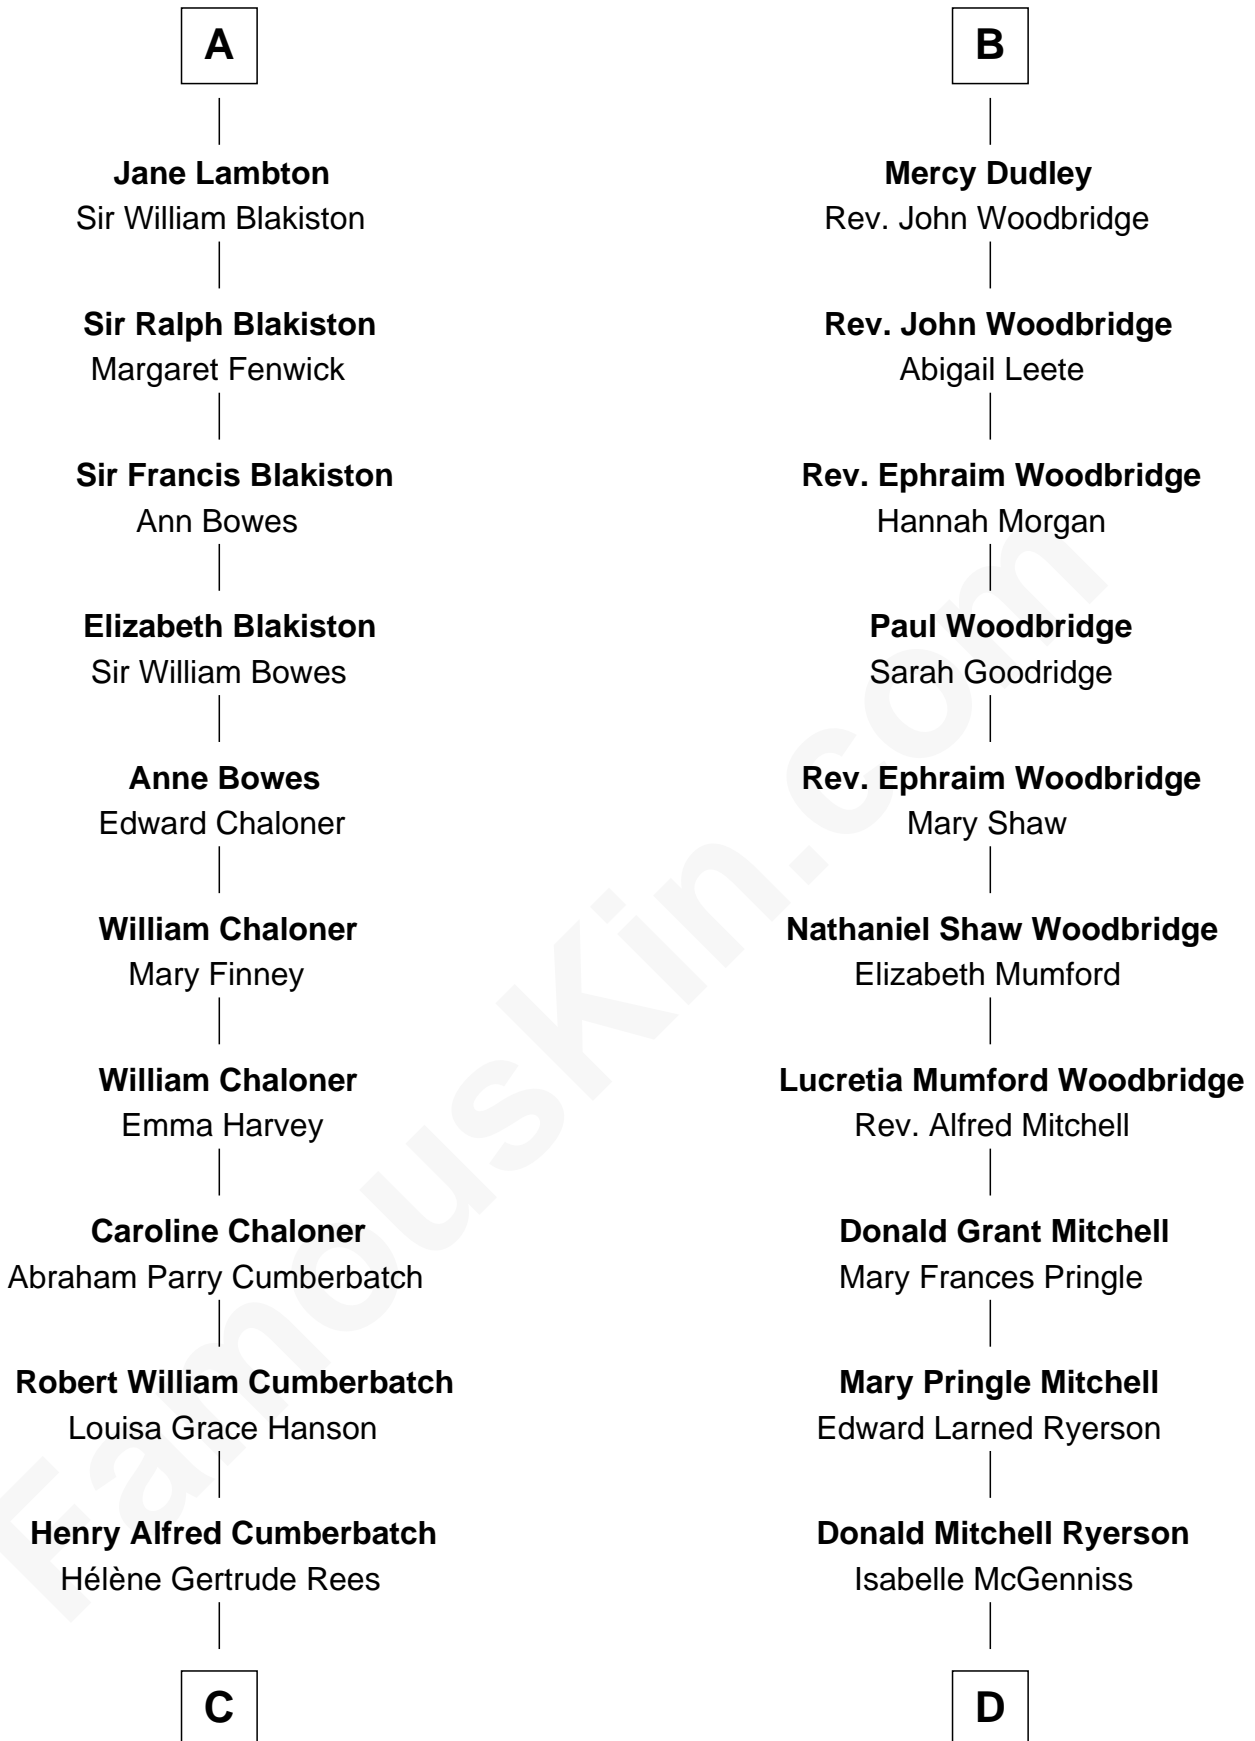 A
Jane Lambton
Sir William Blakiston
Sir Ralph Blakiston
Margaret Fenwick
Sir Francis Blakiston
Ann Bowes
Elizabeth Blakiston
Sir William Bowes
Anne Bowes
Edward Chaloner
William Chaloner
Mary Finney
William Chaloner
Emma Harvey
Caroline Chaloner
Abraham Parry Cumberbatch
Robert William Cumberbatch
Louisa Grace Hanson
Henry Alfred Cumberbatch
Hélène Gertrude Rees
C
B
Mercy Dudley
Rev. John Woodbridge
Rev. John Woodbridge
Abigail Leete
Rev. Ephraim Woodbridge
Hannah Morgan
Paul Woodbridge
Sarah Goodridge
Rev. Ephraim Woodbridge
Mary Shaw
Nathaniel Shaw Woodbridge
Elizabeth Mumford
Lucretia Mumford Woodbridge
Rev. Alfred Mitchell
Donald Grant Mitchell
Mary Frances Pringle
Mary Pringle Mitchell
Edward Larned Ryerson
Donald Mitchell Ryerson
Isabelle McGenniss
D
FamousKin.com